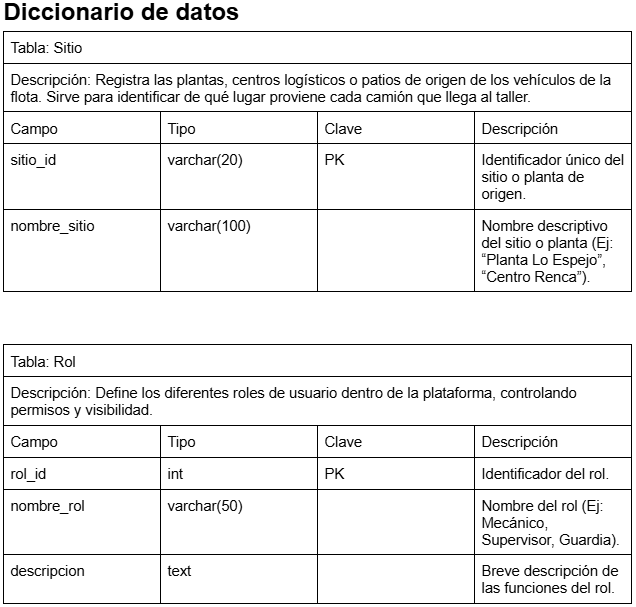 Diccionario de datos
Tabla: Sitio
Descripción: Registra las plantas, centros logísticos o patios de origen de los vehículos de la
flota. Sirve para identificar de qué lugar proviene cada camión que llega al taller.
Campo Tipo Clave Descripción
sitio_id varchar(20) PK Identificador único del
sitio o planta de
origen.
nombre_sitio varchar(100) Nombre descriptivo
del sitio o planta (Ej:
“Planta Lo Espejo”,
“Centro Renca”).
Tabla: Rol
Descripción: Define los diferentes roles de usuario dentro de la plataforma, controlando
permisos y visibilidad.
Campo Tipo Clave Descripción
rol_id int PK Identificador del rol.
nombre_rol varchar(50) Nombre del rol (Ej:
Mecánico,
Supervisor, Guardia).
descripcion text Breve descripción de
las funciones del rol.